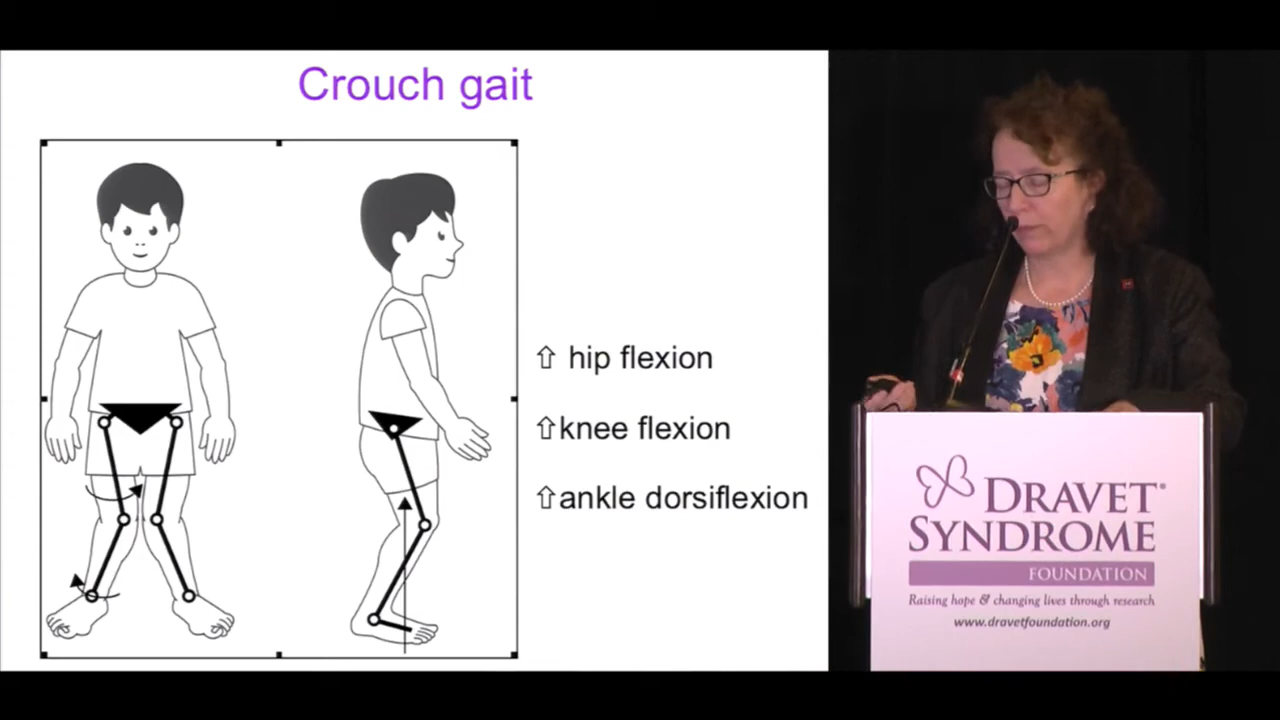 Crouch gait
⇧ hip flexion
⇧knee flexion
⇧ankle dorsiflexion
DRAVET®
SYNDROME
FOUNDATION
Raising hope & changing lives through research
www.dravetfoundation.org